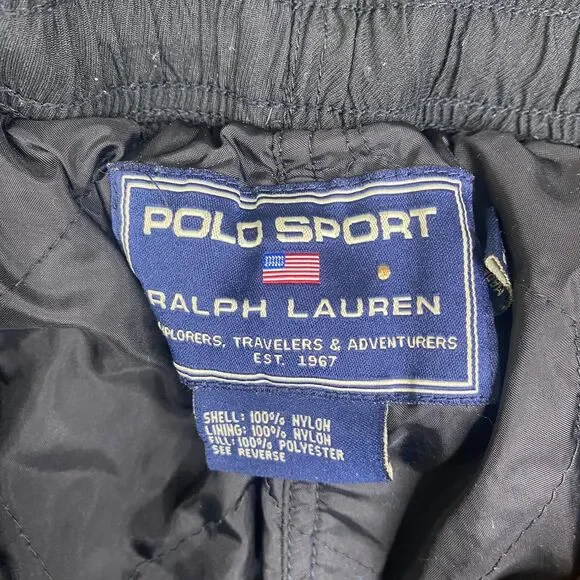 POLO SPORT
RALPH LAUREN
EXPLORERS, TRAVELERS & ADVENTURERS
EST. 1967
SHELL: 100% NYLON
LINING: 100% NYLON
FILL: 100% POLYESTER
SEE REVERSE